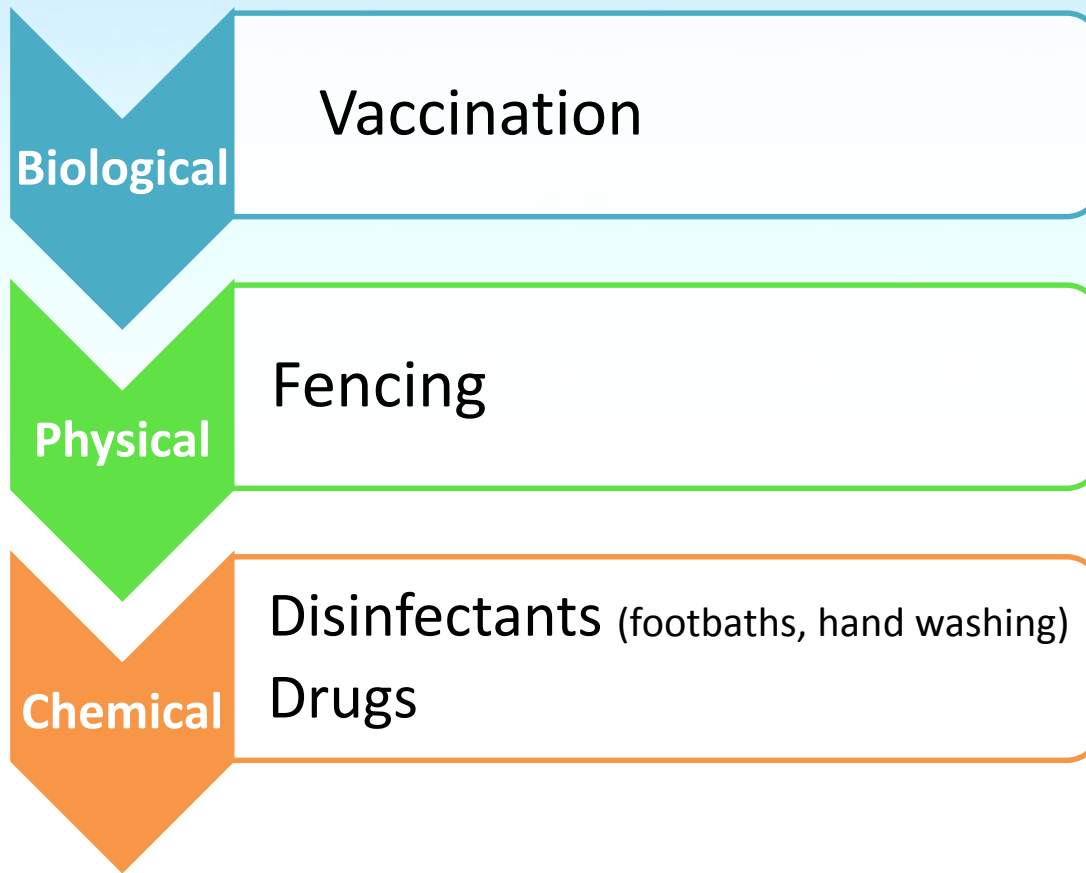 Biological
Vaccination
Physical
Fencing
Chemical
Disinfectants (footbaths, hand washing)
Drugs